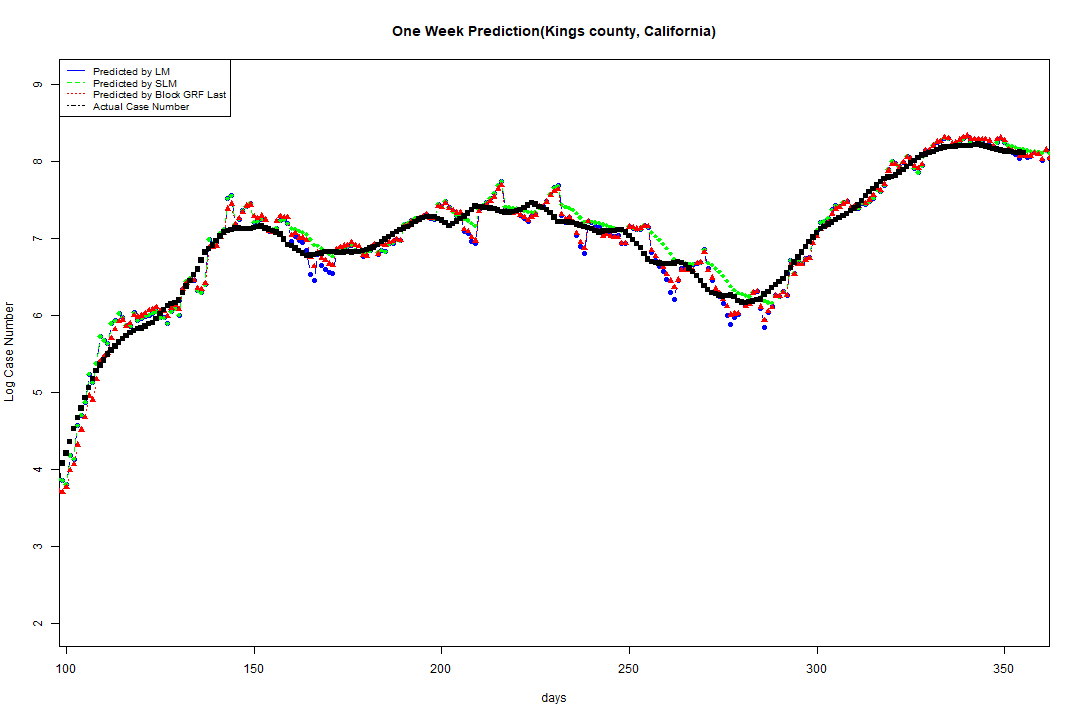 One Week Prediction(Kings county, California)
Predicted by LM
Predicted by SLM
Predicted by Block GRF Last
Actual Case Number
9
8
7
6
5
4
3
2
Log Case Number
100 150 200 250 300 350
days